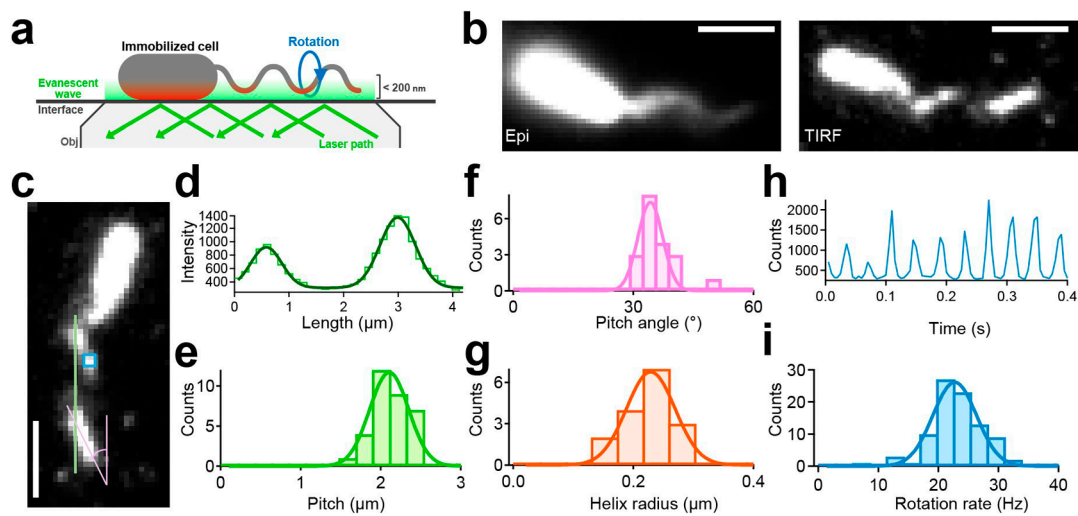 a
Immobilized cell
Rotation
Evanescent
wave
< 200 nm
Interface
Obj
Laser path
b
Epi
TIRF
c
d
Intensity
1400
1200
1000
800
600
400
0 1 2 3 4
Length (µm)
e
Counts
10
5
0
0 1 2 3
Pitch (µm)
f
Counts
6
3
0
0 30 60
Pitch angle (°)
g
Counts
6
3
0
0.0 0.2 0.4
Helix radius (µm)
h
Counts
2000
1500
1000
500
0.0 0.1 0.2 0.3 0.4
Time (s)
i
Counts
30
20
10
0
0 10 20 30 40
Rotation rate (Hz)